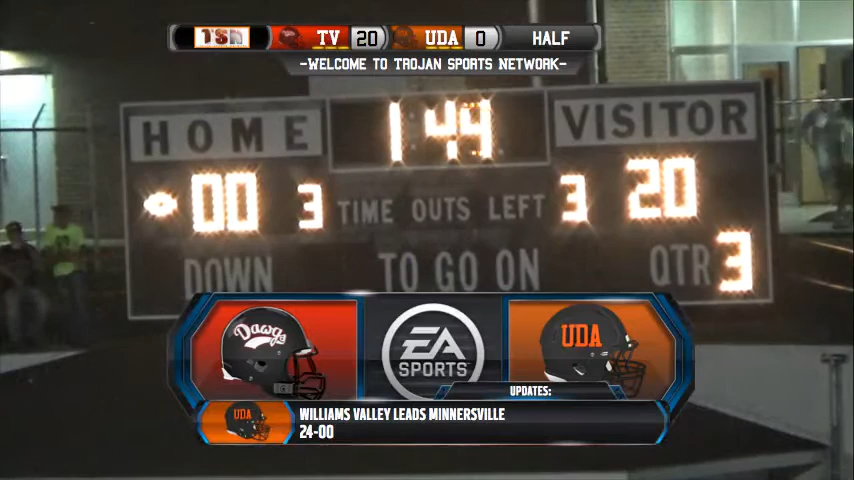 TSN TV 20 UDA 0 HALF
-WELCOME TO TROJAN SPORTS NETWORK-
HOME 1 44 VISITOR
00 3 TIME OUTS LEFT 3 20
DOWN TO GO ON QTR 3
Dawgs EA SPORTS UDA
UPDATES:
UDA WILLIAMS VALLEY LEADS MINNERSVILLE
24-00